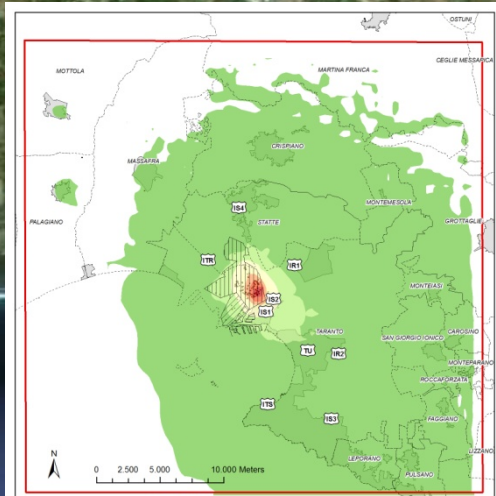 OSTUNI
CEGLIE MESSAPICA
MOTTOLA
MARTINA FRANCA
CRISPIANO
MASSAFRA
MONTEMESOLA
PALAGIANO
IS4
STATTE
GROTTAGLIE
ITR
IR1
MONTEIASI
IS2
IS1
TARANTO
CAROSINO
SAN GIORGIO IONICO
TU
IR2
MONTEPARANO
ROCCAFORZATA
ITS
IS3
FAGGIANO
LIZZANO
LEPORANO
PULSANO
N
0 2.500 5.000 10.000 Meters